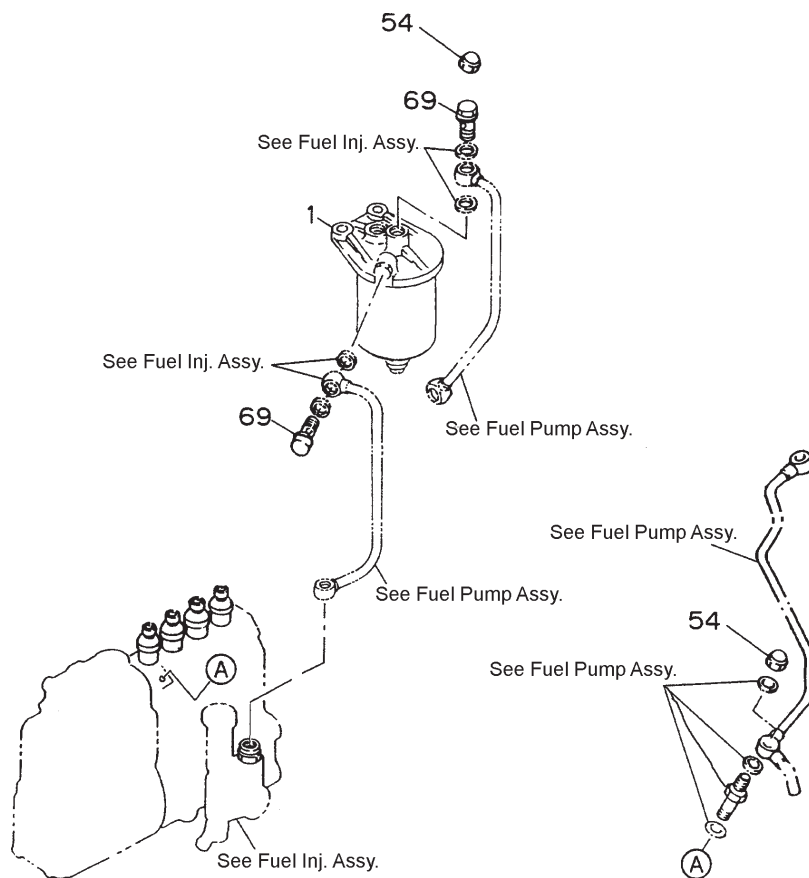 54
69
See Fuel Inj. Assy.
1
See Fuel Inj. Assy.
69
See Fuel Pump Assy.
See Fuel Pump Assy.
See Fuel Pump Assy.
54
A
See Fuel Pump Assy.
See Fuel Inj. Assy.
A